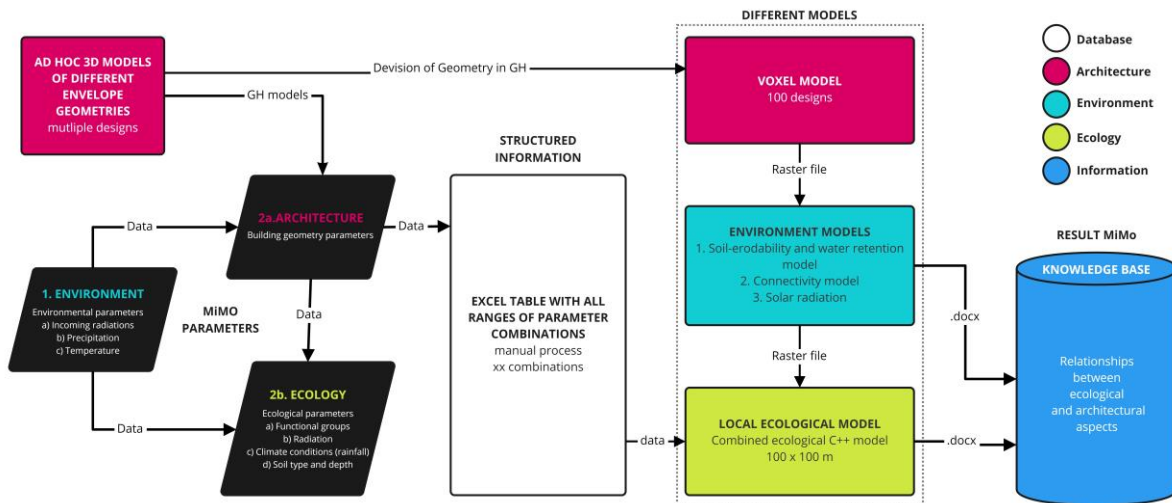 DIFFERENT MODELS
AD HOC 3D MODELS
OF DIFFERENT
ENVELOPE
GEOMETRIES
mutliple designs
Devision of Geometry in GH
GH models
VOXEL MODEL
100 designs
Database
Architecture
Environment
Ecology
Information
STRUCTURED
INFORMATION
Raster file
2a.ARCHITECTURE
Building geometry parameters
Data
Data
1. ENVIRONMENT
Environmental parameters
a) Incoming radiations
b) Precipitation
c) Temperature
MiMO
PARAMETERS
Data
Data
2b. ECOLOGY
Ecological parameters
a) Functional groups
b) Radiation
c) Climate conditions (rainfall)
d) Soil type and depth
EXCEL TABLE WITH ALL
RANGES OF PARAMETER
COMBINATIONS
manual process
xx combinations
ENVIRONMENT MODELS
1. Soil-erodability and water retention
model
2. Connectivity model
3. Solar radiation
Raster file
data
LOCAL ECOLOGICAL MODEL
Combined ecological C++ model
100 x 100 m
.docx
.docx
RESULT MiMo
KNOWLEDGE BASE
Relationships
between
ecological
and architectural
aspects